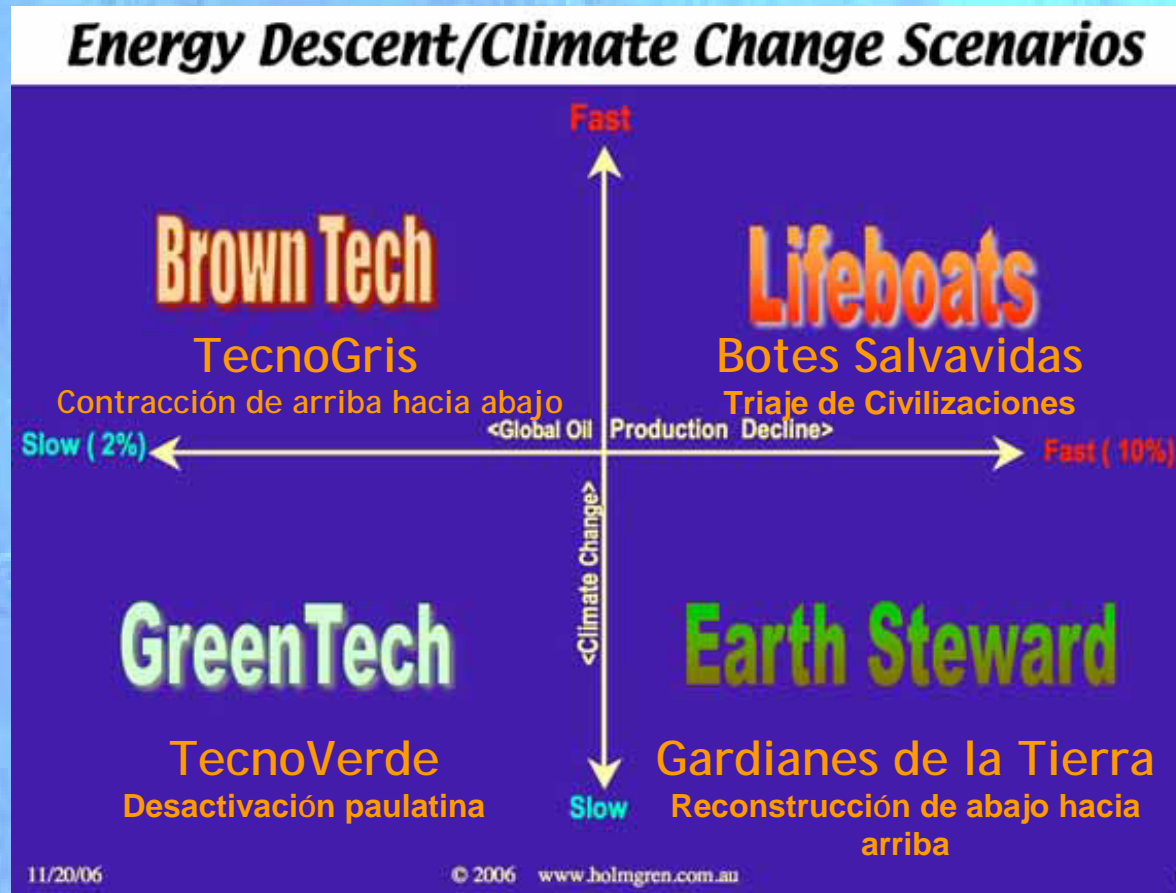 Energy Descent/Climate Change Scenarios
Fast
Brown Tech
TecnoGris
Contracción de arriba hacia abajo
Lifeboats
Botes Salvavidas
Triaje de Civilizaciones
Slow ( 2%)
<Global Oil Production Decline>
Fast ( 10%)
<Climate Change>
GreenTech
TecnoVerde
Desactivación paulatina
Earth Steward
Gardianes de la Tierra
Reconstrucción de abajo hacia
arriba
Slow
11/20/06
© 2006 www.holmgren.com.au